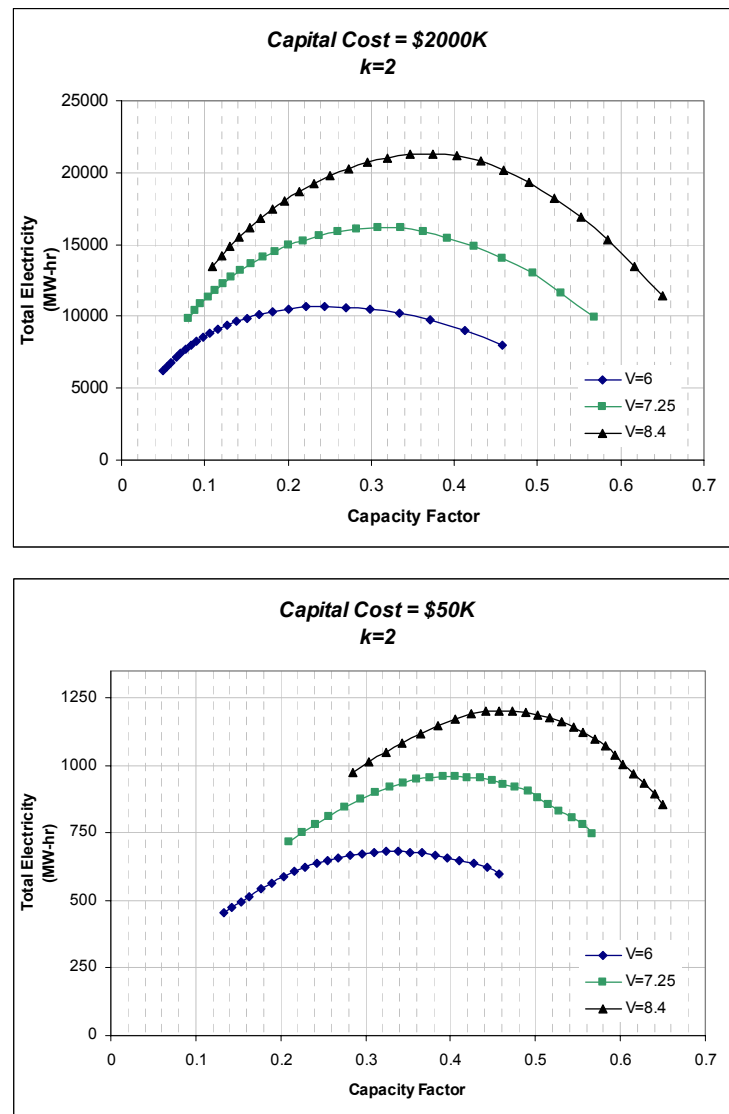 Capital Cost = $2000K
k=2
25000
20000
15000
10000
5000
0
Total Electricity
(MW-hr)
0 0.1 0.2 0.3 0.4 0.5 0.6 0.7
Capacity Factor
V=6
V=7.25
V=8.4
Capital Cost = $50K
k=2
1250
1000
750
500
250
0
Total Electricity
(MW-hr)
0 0.1 0.2 0.3 0.4 0.5 0.6 0.7
Capacity Factor
V=6
V=7.25
V=8.4